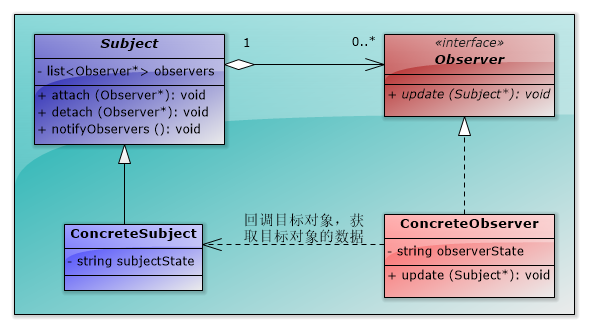 Subject
- list<Observer*> observers
+ attach (Observer*): void
+ detach (Observer*): void
+ notifyObservers (): void
1
0..*
«interface»
Observer
+ update (Subject*): void
回调目标对象，获
取目标对象的数据
ConcreteSubject
- string subjectState
ConcreteObserver
- string observerState
+ update (Subject*): void